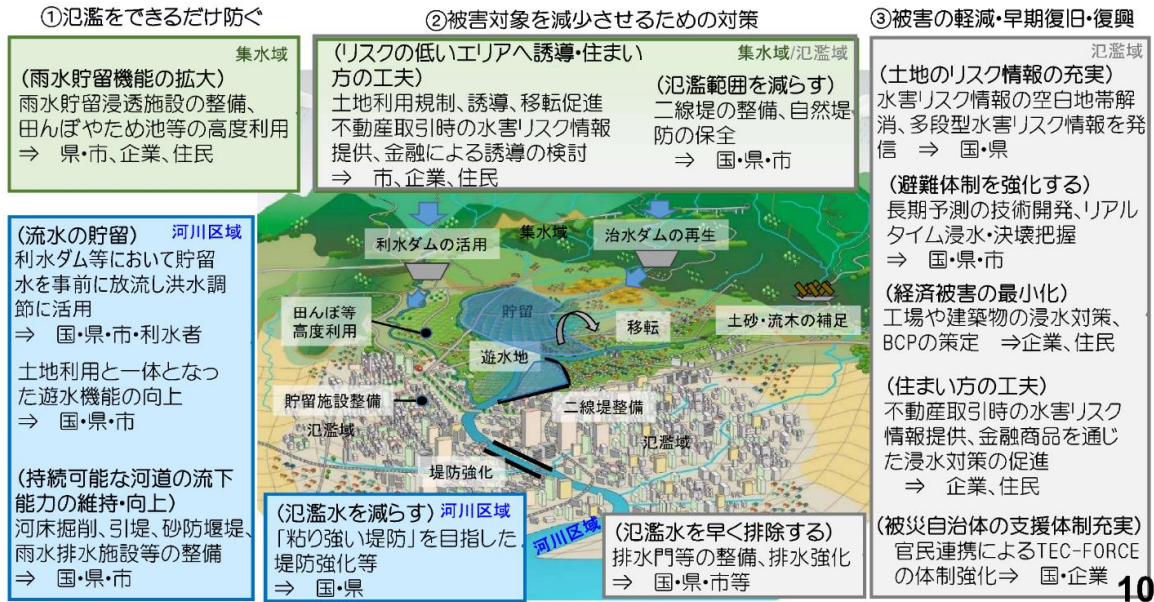 ①氾濫をできるだけ防ぐ
集水域
(雨水貯留機能の拡大)
雨水貯留浸透施設の整備、
田んぼやため池等の高度利用
⇒ 県・市、企業、住民
(流水の貯留) 河川区域
利水ダム等において貯留
水を事前に放流し洪水調
節に活用
⇒ 国・県・市・利水者
土地利用と一体となっ
た遊水機能の向上
⇒ 国・県・市
(持続可能な河道の流下
能力の維持・向上)
河床掘削、引堤、砂防堰堤、
雨水排水施設等の整備
⇒ 国・県・市
②被害対象を減少させるための対策
(リスクの低いエリアへ誘導・住まい
方の工夫)
土地利用規制、誘導、移転促進
不動産取引時の水害リスク情報
提供、金融による誘導の検討
⇒ 市、企業、住民
集水域/氾濫域
(氾濫範囲を減らす)
二線堤の整備、自然堤
防の保全
⇒ 国・県・市
利水ダムの活用
集水域
治水ダムの再生
田んぼ等
高度利用
貯留
移転
土砂・流木の補足
遊水地
貯留施設整備
二線堤整備
氾濫域
氾濫域
堤防強化
河川区域
(氾濫水を減らす) 河川区域
「粘り強い堤防」を目指した
堤防強化等
⇒ 国・県
(氾濫水を早く排除する)
排水門等の整備、排水強化
⇒ 国・県・市等
③被害の軽減・早期復旧・復興
氾濫域
(土地のリスク情報の充実)
水害リスク情報の空白地帯解
消、多段型水害リスク情報を発
信 ⇒ 国・県
(避難体制を強化する)
長期予測の技術開発、リアル
タイム浸水・決壊把握
⇒ 国・県・市
(経済被害の最小化)
工場や建築物の浸水対策、
BCPの策定 ⇒企業、住民
(住まい方の工夫)
不動産取引時の水害リスク
情報提供、金融商品を通じ
た浸水対策の促進
⇒ 企業、住民
(被災自治体の支援体制充実)
官民連携によるTEC-FORCE
の体制強化⇒ 国・企業
10